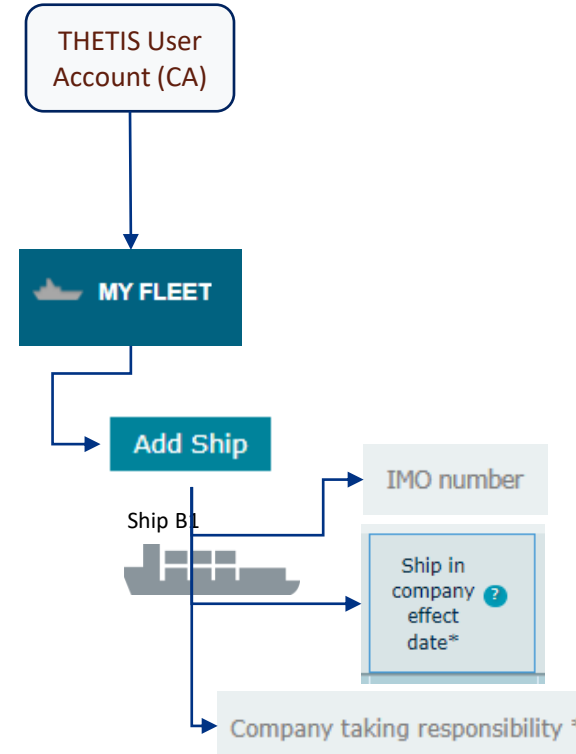 THETIS User
Account (CA)
MY FLEET
Add Ship
IMO number
Ship B1
Ship in
company ?
effect
date*
Company taking responsibility *